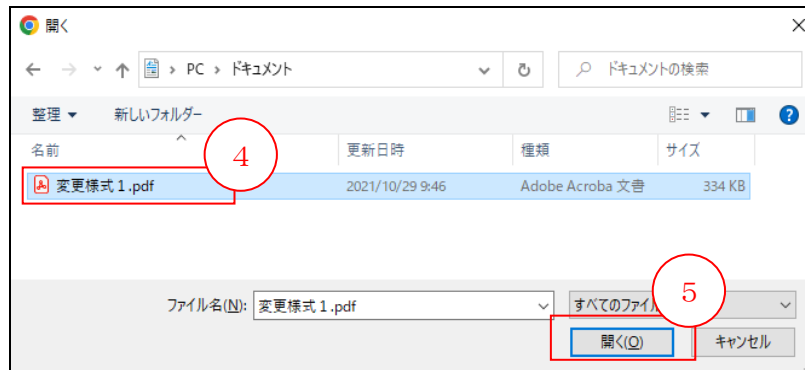 開く
PC › ドキュメント
ドキュメントの検索
整理 新しいフォルダー
名前 更新日時 種類 サイズ
4
変更様式1.pdf 2021/10/29 9:46 Adobe Acroba 文書 334 KB
ファイル名(N): 変更様式1.pdf すべてのファイル
5
開く(O) キャンセル